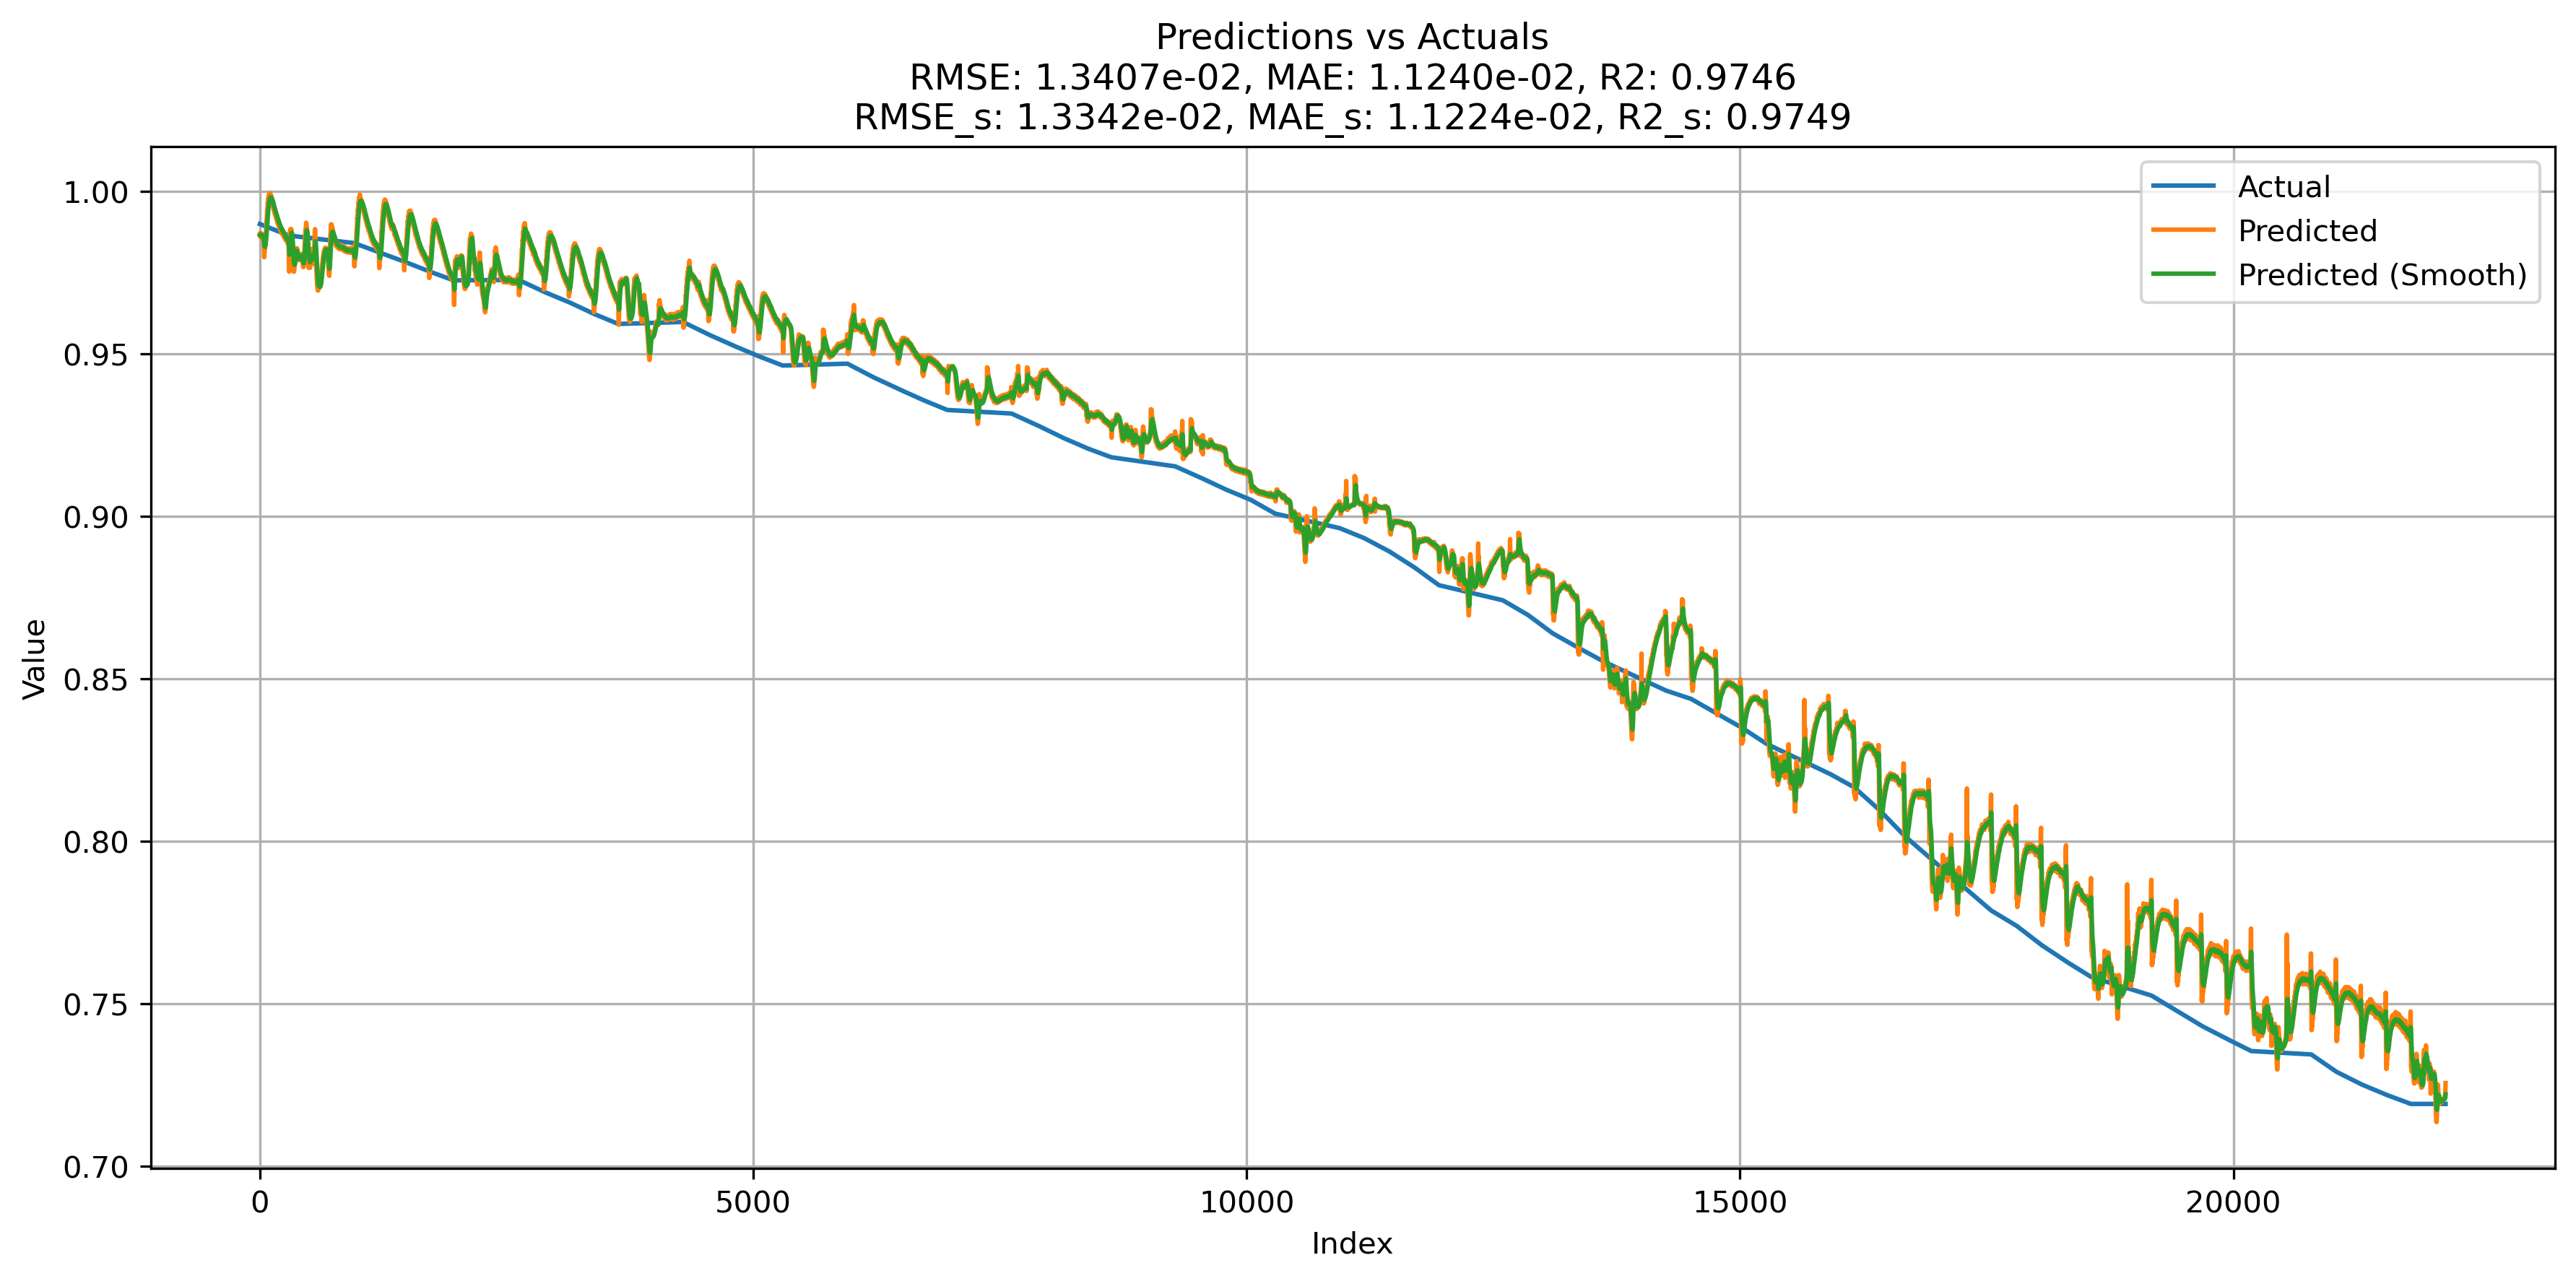 Predictions vs Actuals
RMSE: 1.3407e-02, MAE: 1.1240e-02, R2: 0.9746
RMSE_s: 1.3342e-02, MAE_s: 1.1224e-02, R2_s: 0.9749
Actual
Predicted
Predicted (Smooth)
Value
1.00
0.95
0.90
0.85
0.80
0.75
0.70
0
5000
10000
15000
20000
Index